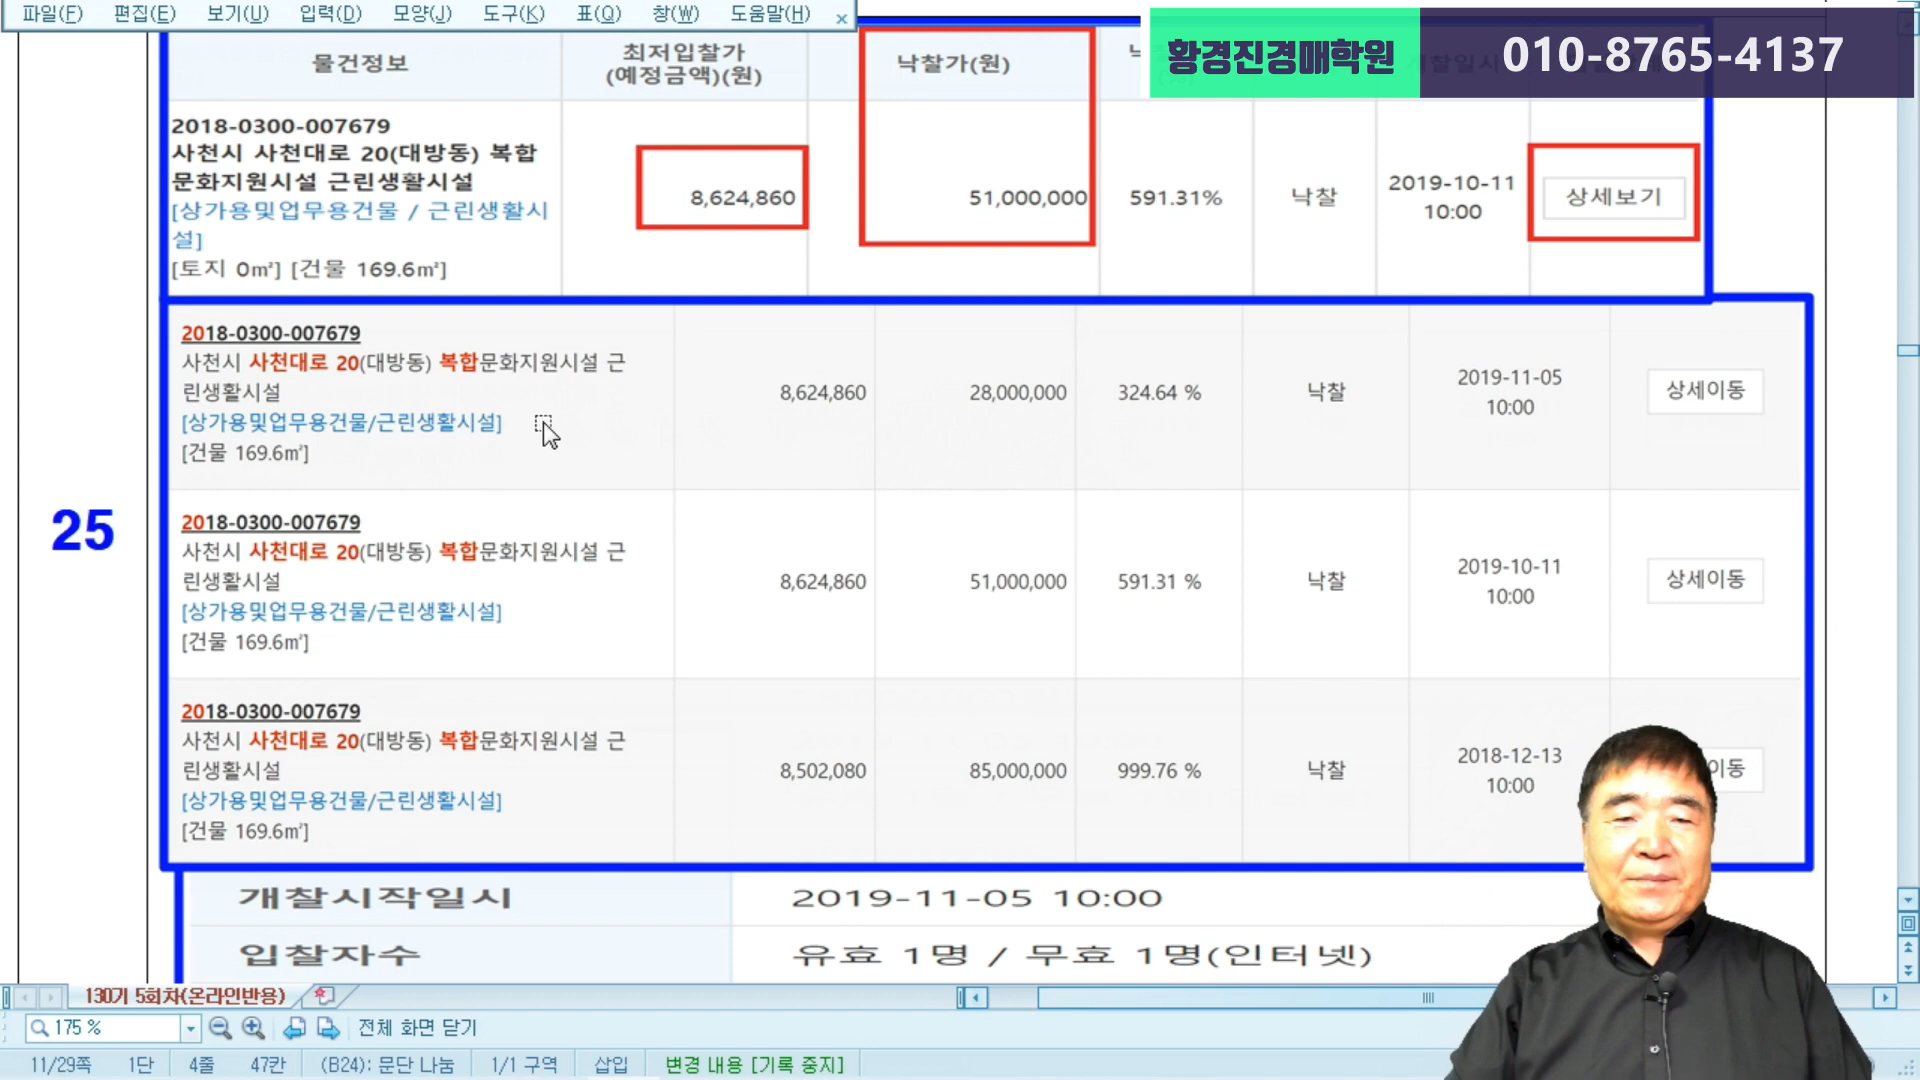 파일(F) 편집(E) 보기(U) 입력(D) 모양(J) 도구(K) 표(Q) 창(W) 도움말(H) x
황경진경매학원 010-8765-4137
물건정보 최저입찰가 낙찰가(원)
(예정금액)(원)
2018-0300-007679
사천시 사천대로 20(대방동) 복합
문화지원시설 근린생활시설
[상가용및업무용건물 / 근린생활시
설]
[토지 0㎡] [건물 169.6㎡]
8,624,860 51,000,000 591.31% 낙찰 2019-10-11
10:00
상세보기
25
2018-0300-007679
사천시 사천대로 20(대방동) 복합문화지원시설 근
린생활시설
[상가용및업무용건물/근린생활시설]
[건물 169.6㎡]
8,624,860 28,000,000 324.64 % 낙찰 2019-11-05
10:00
상세이동
2018-0300-007679
사천시 사천대로 20(대방동) 복합문화지원시설 근
린생활시설
[상가용및업무용건물/근린생활시설]
[건물 169.6㎡]
8,624,860 51,000,000 591.31 % 낙찰 2019-10-11
10:00
상세이동
2018-0300-007679
사천시 사천대로 20(대방동) 복합문화지원시설 근
린생활시설
[상가용및업무용건물/근린생활시설]
[건물 169.6㎡]
8,502,080 85,000,000 999.76 % 낙찰 2018-12-13
10:00
이동
개찰시작일시 2019-11-05 10:00
입찰자수 유효 1명 / 무효 1명(인터넷)
130기 5회차(온라인반용)
175 % 전체 화면 닫기
11/29쪽 1단 4줄 47칸 (B24): 문단 나눔 1/1 구역 삽입 변경 내용 [기록 중지]